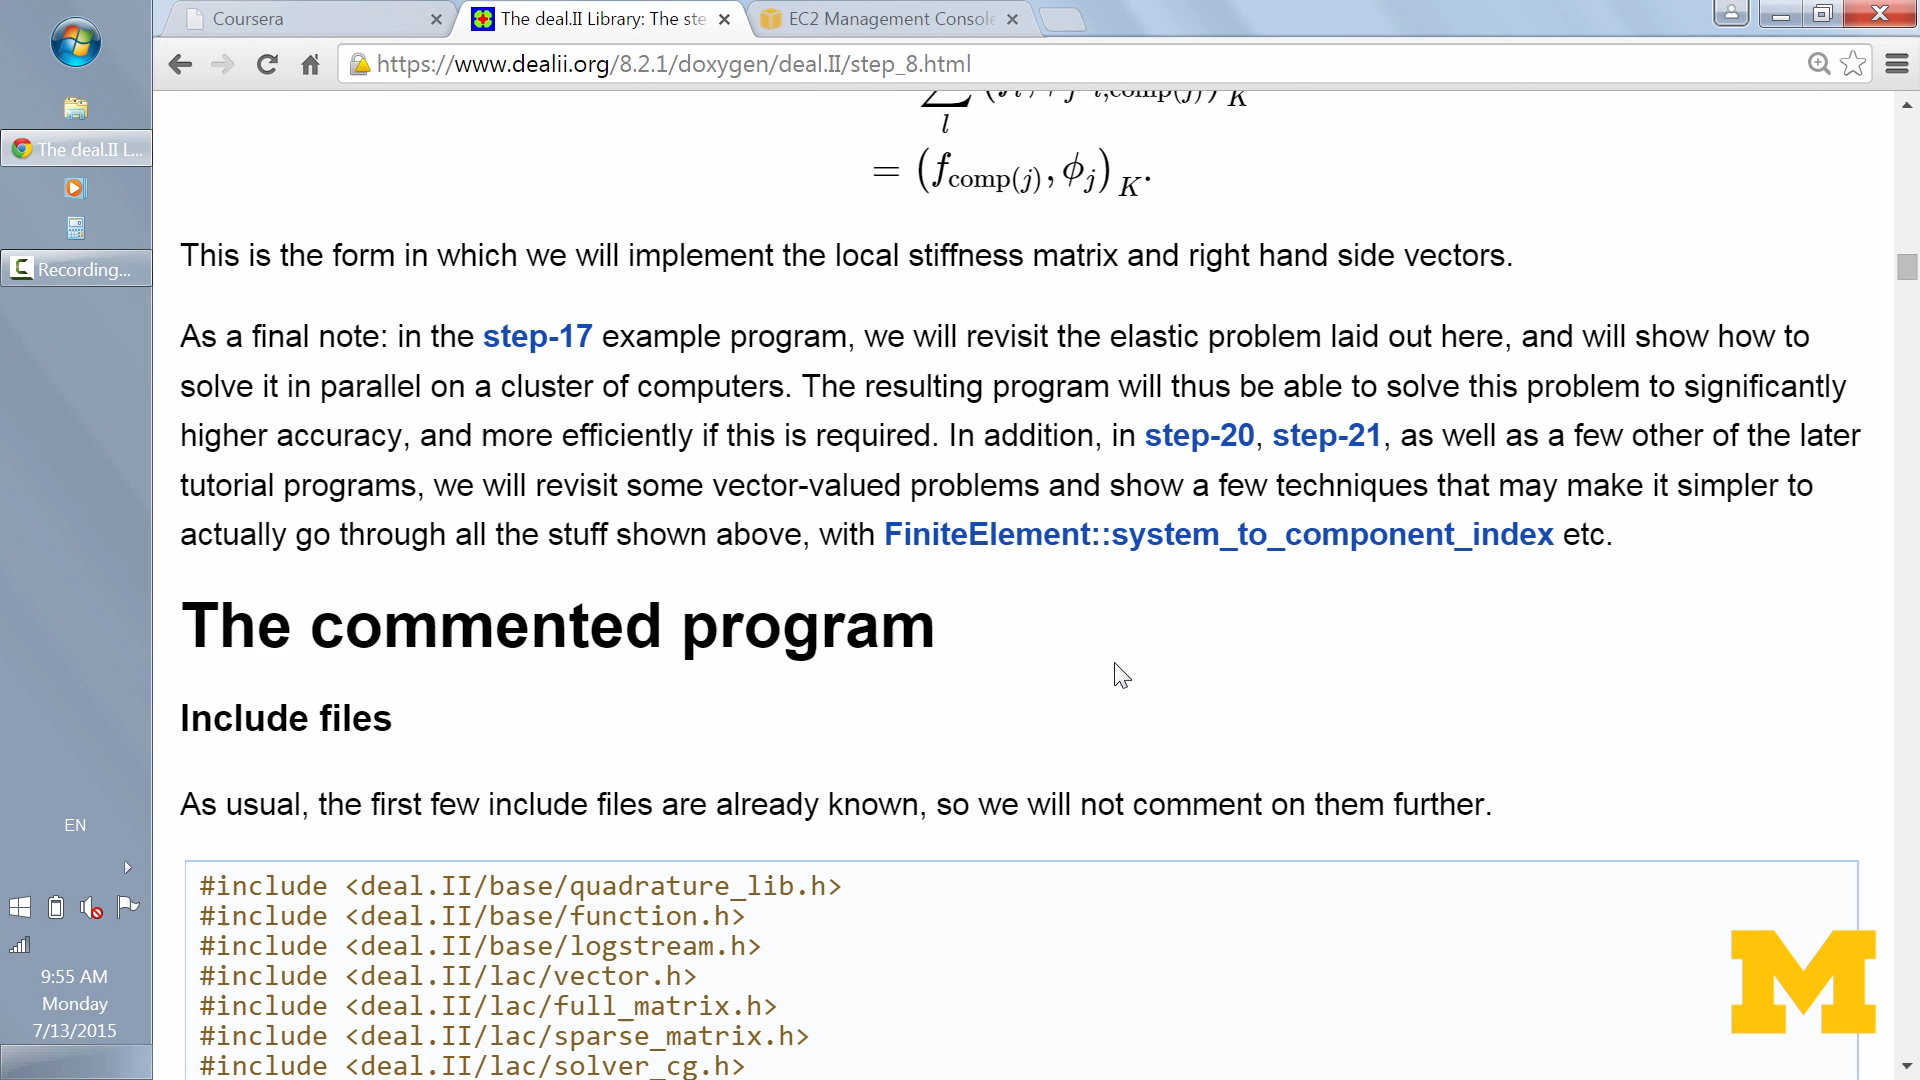 Coursera
The deal.II Library: The ste
EC2 Management Console
https://www.dealii.org/8.2.1/doxygen/deal.II/step_8.html
The deal.II L...
Recording...
l
= (f comp(j), ϕj) K.
This is the form in which we will implement the local stiffness matrix and right hand side vectors.
As a final note: in the step-17 example program, we will revisit the elastic problem laid out here, and will show how to
solve it in parallel on a cluster of computers. The resulting program will thus be able to solve this problem to significantly
higher accuracy, and more efficiently if this is required. In addition, in step-20, step-21, as well as a few other of the later
tutorial programs, we will revisit some vector-valued problems and show a few techniques that may make it simpler to
actually go through all the stuff shown above, with FiniteElement::system_to_component_index etc.
The commented program
Include files
As usual, the first few include files are already known, so we will not comment on them further.
#include <deal.II/base/quadrature_lib.h>
#include <deal.II/base/function.h>
#include <deal.II/base/logstream.h>
#include <deal.II/lac/vector.h>
#include <deal.II/lac/full_matrix.h>
#include <deal.II/lac/sparse_matrix.h>
#include <deal.II/lac/solver_cg.h>
EN
9:55 AM
Monday
7/13/2015
M